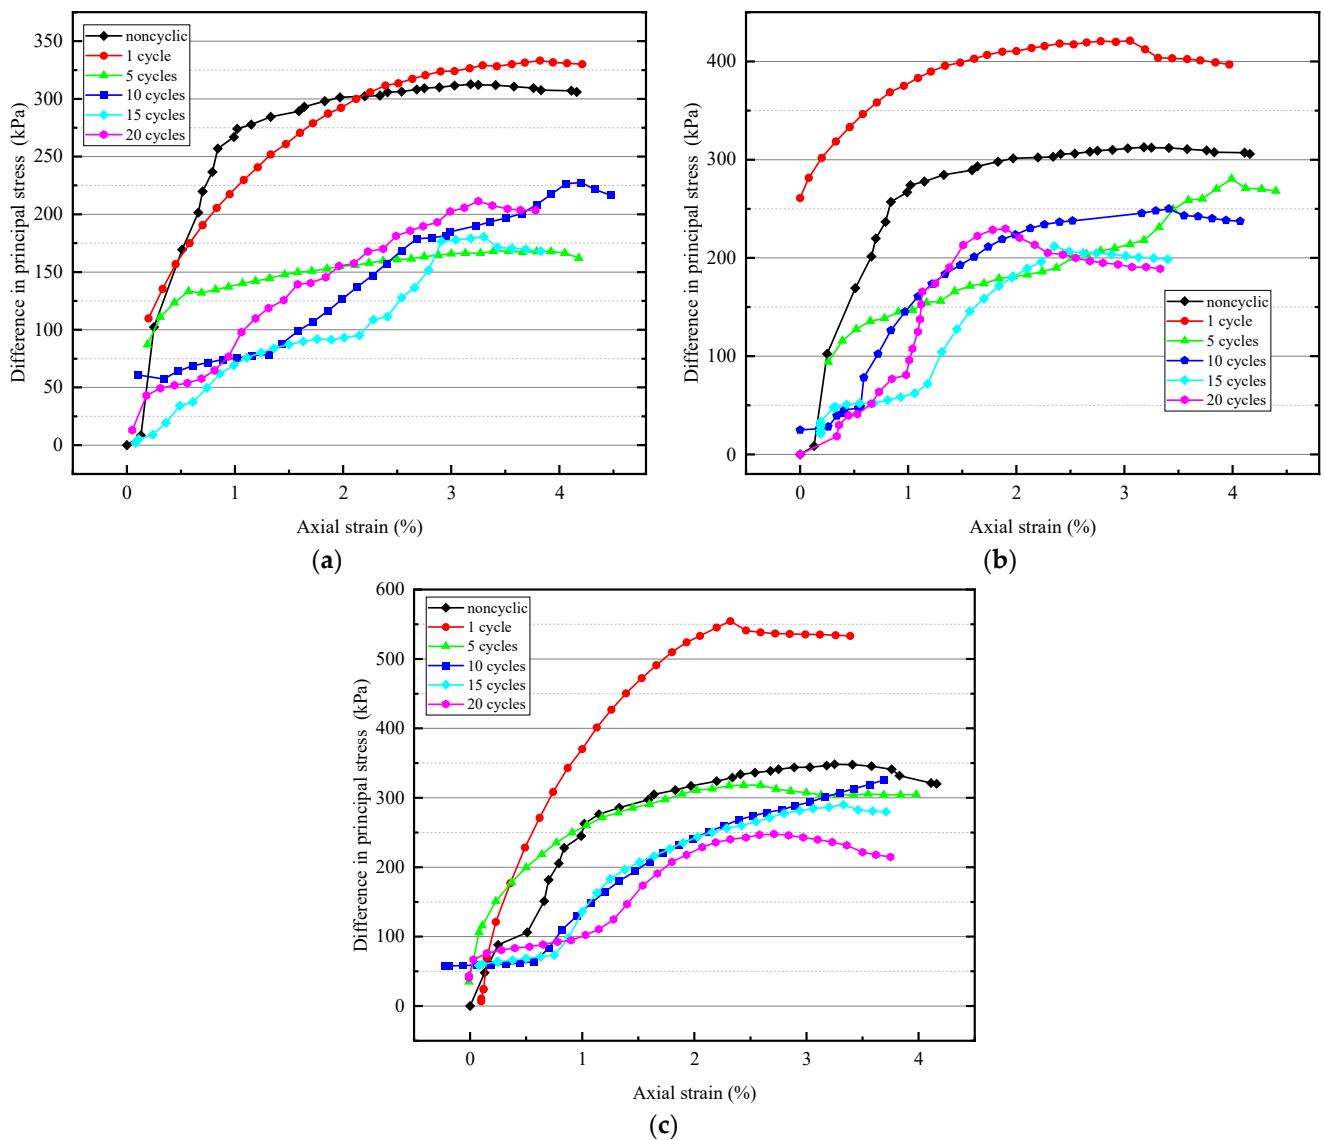 Difference in principal stress (kPa)
350
300
250
200
150
100
50
0
noncyclic
1 cycle
5 cycles
10 cycles
15 cycles
20 cycles
0 1 2 3 4
Axial strain (%)
(a)
Difference in principal stress (kPa)
400
300
200
100
0
noncyclic
1 cycle
5 cycles
10 cycles
15 cycles
20 cycles
0 1 2 3 4
Axial strain (%)
(b)
Difference in principal stress (kPa)
600
500
400
300
200
100
0
noncyclic
1 cycle
5 cycles
10 cycles
15 cycles
20 cycles
0 1 2 3 4
Axial strain (%)
(c)